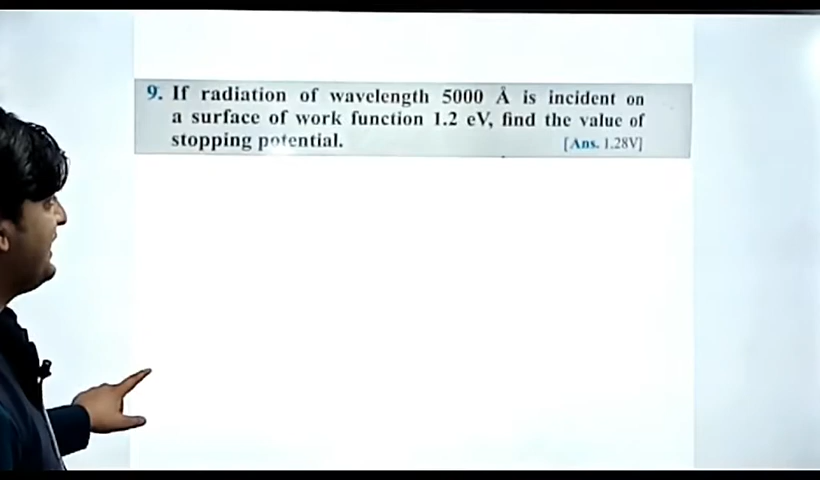 9. If radiation of wavelength 5000 Å is incident on
a surface of work function 1.2 eV, find the value of
stopping potential. [Ans. 1.28V]